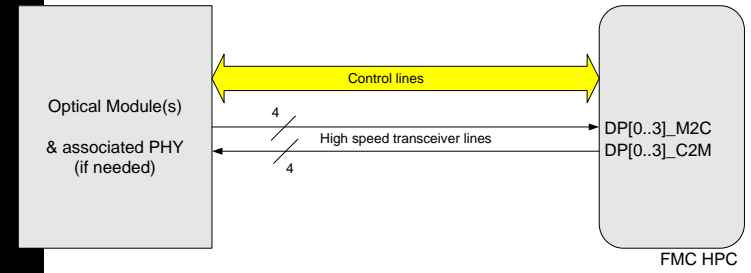 Control lines
Optical Module(s)
& associated PHY
(if needed)
4
High speed transceiver lines
4
DP[0..3]_M2C
DP[0..3]_C2M
FMC HPC